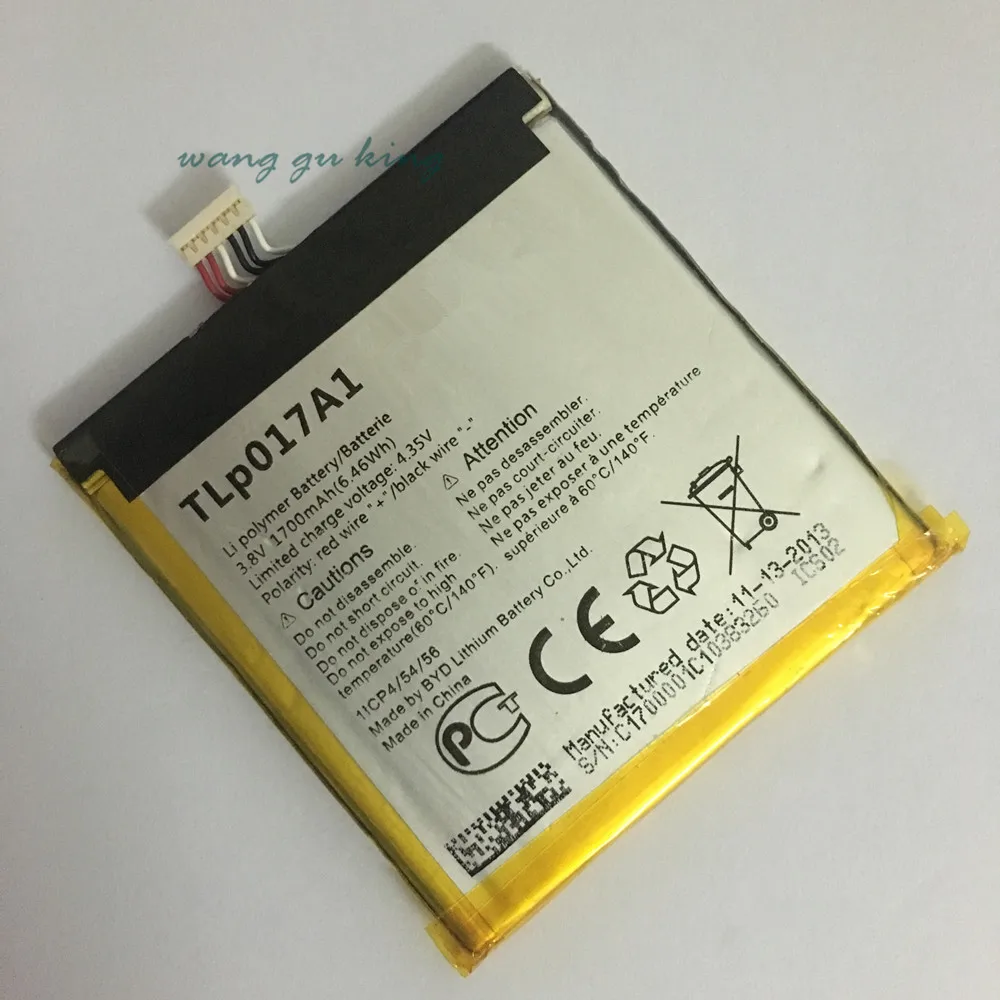 wang gu king
TLp017A1
Li polymer Battery/Batterie
3.8V 1700mAh(6.46Wh)
Limited charge voltage: 4.35V
Polarity: red wire "+"/black wire "-"
Cautions
Do not disassemble.
Do not short circuit.
Do not dispose of in fire.
Do not expose to high
temperature(60°C/140°F).
Attention
Ne pas desassembler.
Ne pas court-circuiter.
Ne pas jeter au feu.
Ne pas exposer à une température
supérieure à 60°C/140°F.
1ICP4/54/56
Made by BYD Lithium Battery Co.,Ltd.
Made in China
PCT
CE
Manufactured date: 11-13-2013
S/N:C1700001C10383260 ICS02